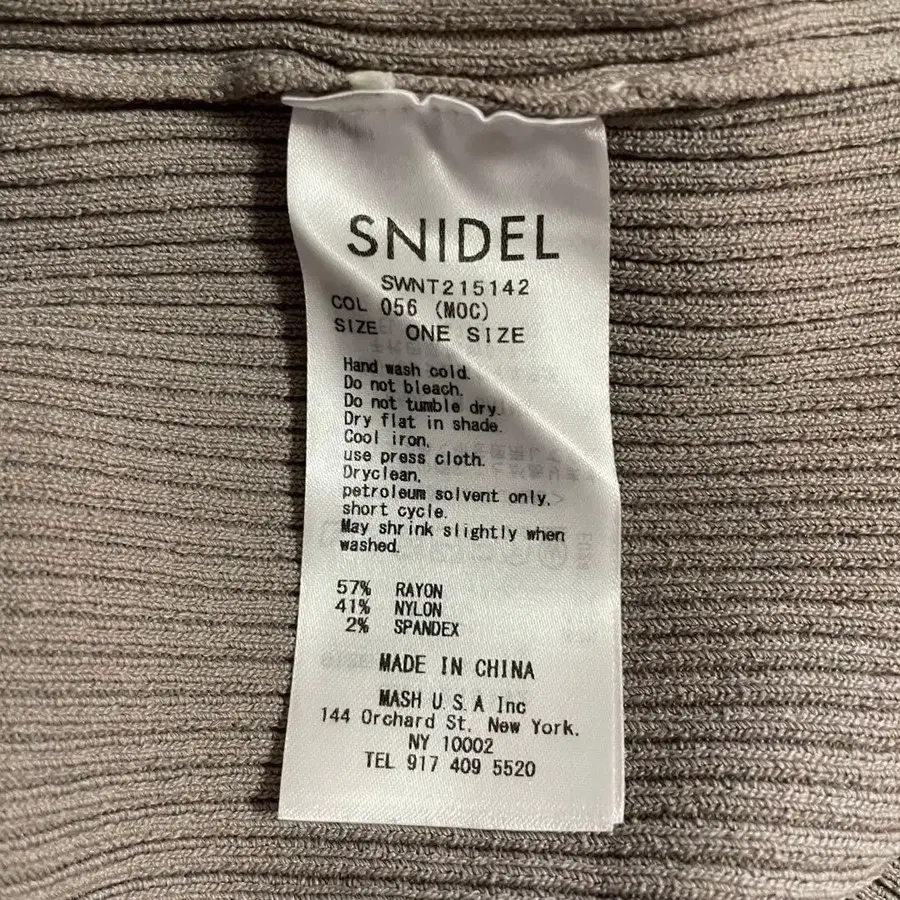 SNIDEL
SWNT215142
COL 056 (MOC)
SIZE ONE SIZE
Hand wash cold.
Do not bleach.
Do not tumble dry.
Dry flat in shade.
Cool iron,
use press cloth.
Dryclean,
petroleum solvent only,
short cycle.
May shrink slightly when
washed.
57% RAYON
41% NYLON
2% SPANDEX
MADE IN CHINA
MASH U.S.A Inc
144 Orchard St, New York.
NY 10002
TEL 917 409 5520